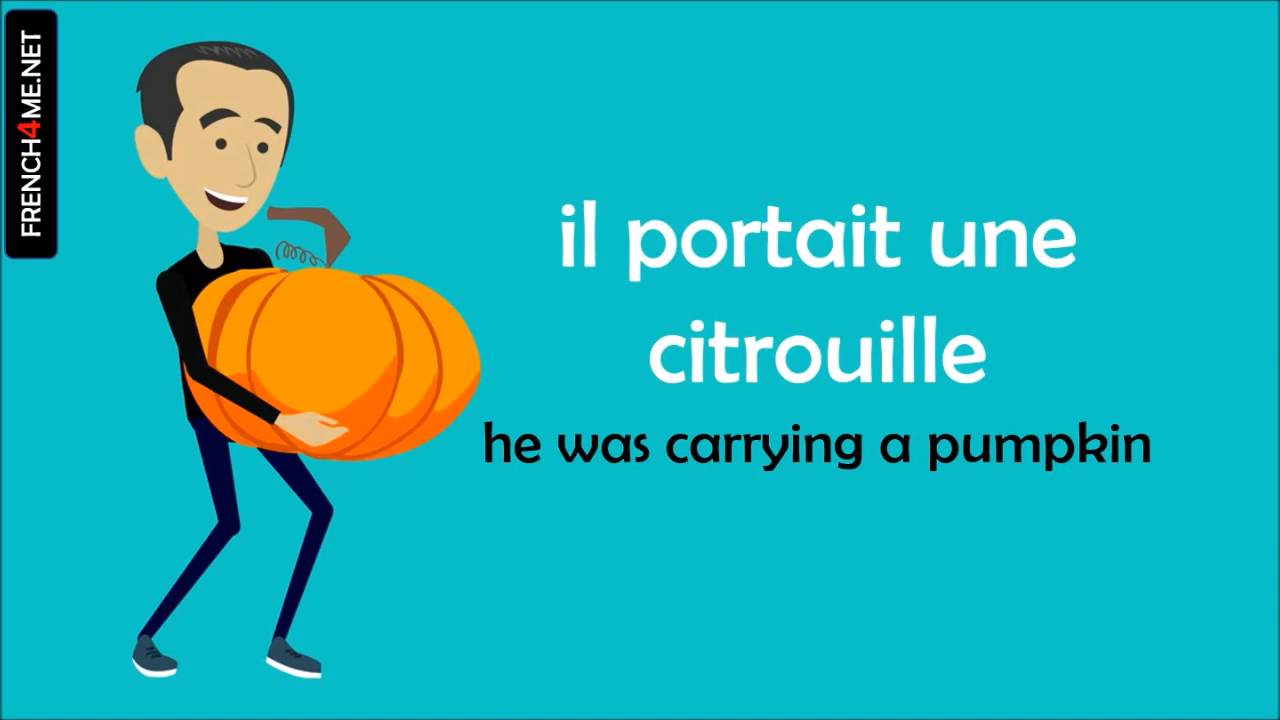 FRENCH4ME.NET
il portait une
citrouille
he was carrying a pumpkin